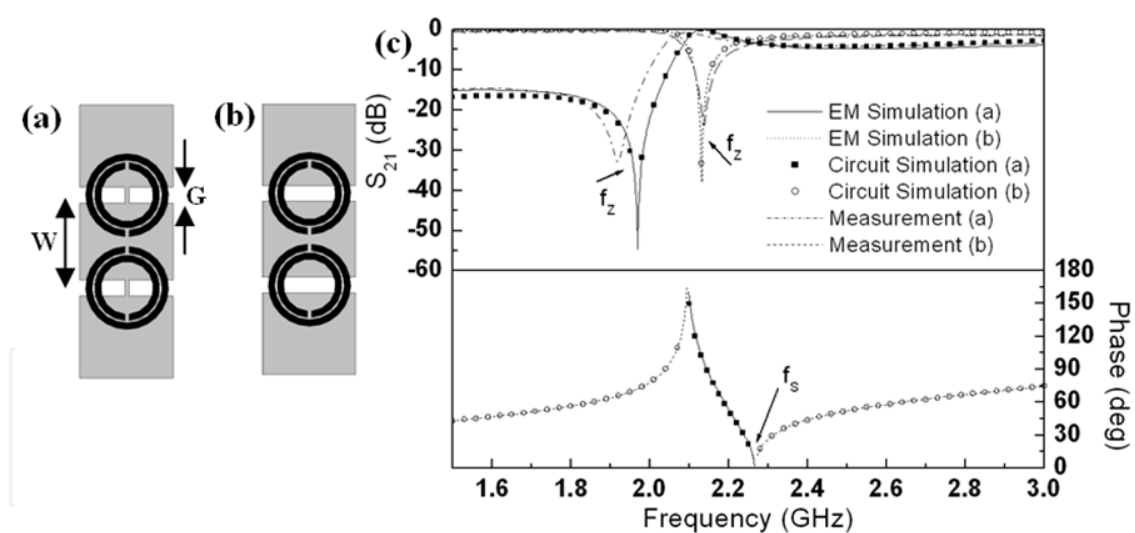 (a)
(b)
(c)
G
W
0
-10
-20
-30
-40
-50
-60
S21 (dB)
fz
fz
EM Simulation (a)
EM Simulation (b)
Circuit Simulation (a)
Circuit Simulation (b)
Measurement (a)
Measurement (b)
180
150
120
90
60
30
0
Phase (deg)
fs
1.6 1.8 2.0 2.2 2.4 2.6 2.8 3.0
Frequency (GHz)